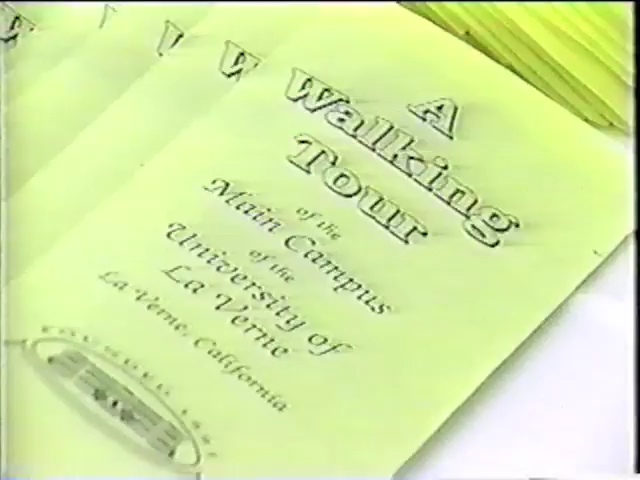 A
Walking
Tour
of the
Main Campus
of the
University of
La Verne
La Verne, California